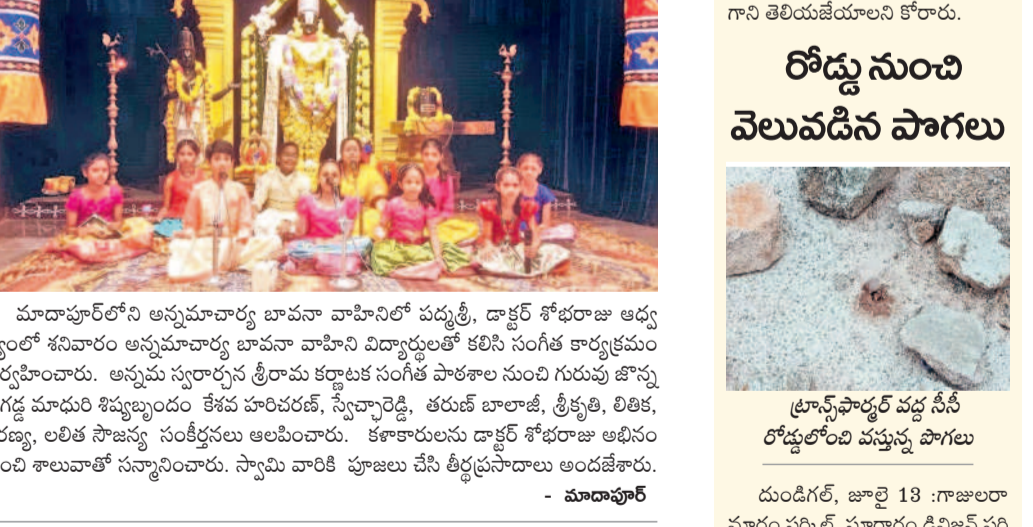 మాదాపూర్‌లోని అన్నమాచార్య బావనా వాహినిలో పద్మశ్రీ, డాక్టర్ శోభరాజు ఆధ్వ
శనివారం అన్నమాచార్య బావనా వాహిని విద్యార్థులతో కలిసి సంగీత కార్యక్రమం
ర్వహించారు. అన్నమ స్వరార్చన శ్రీరామ కర్ణాటక సంగీత పాఠశాల నుంచి గురువు జొన్న
గడ్డ మాధురి శిష్యబృందం కేశవ హరిచరణ్, స్వేచ్ఛారెడ్డి, తరుణ్ బాలాజీ, శ్రీకృతి, లితిక,
రణ్య, లలిత సౌజన్య సంకీర్తనలు ఆలపించారు. కళాకారులను డాక్టర్ శోభరాజు అభినం
ంచి శాలువాతో సన్మానించారు. స్వామి వారికి పూజలు చేసి తీర్థప్రసాదాలు అందజేశారు.
- మాదాపూర్
గాని తెలియజేయాలని కోరారు.
రోడ్డు నుంచి
వెలువడిన పొగలు
ట్రాన్స్‌ఫార్మర్ వద్ద సీసీ
రోడ్డులోంచి వస్తున్న పొగలు
దుండిగల్, జూలై 13 :గాజులరా